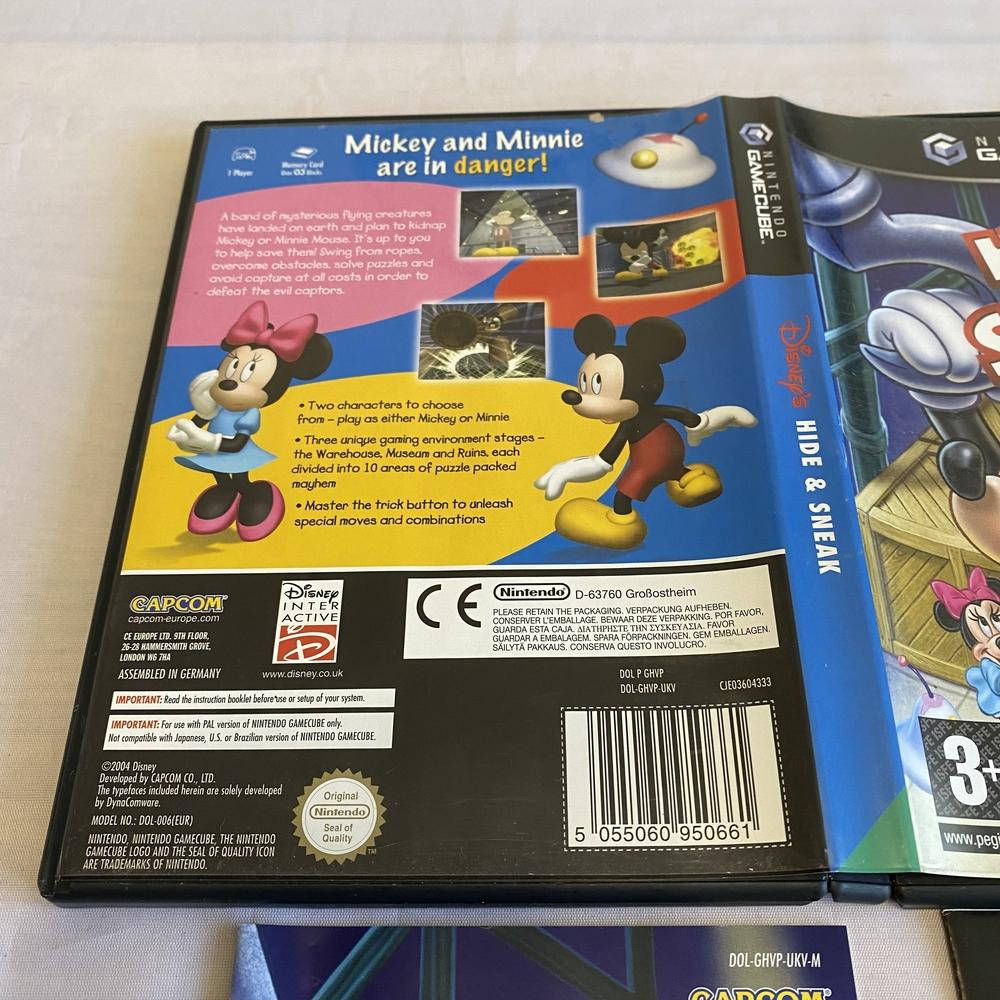 Mickey and Minnie
are in danger!
1 Player
Memory Card
Disc 03 Blocks
A band of mysterious flying creatures
have landed on earth and plan to kidnap
Mickey or Minnie Mouse. It's up to you
to help save them! Swing from ropes,
overcome obstacles, solve puzzles and
avoid capture at all costs in order to
defeat the evil captors.
• Two characters to choose
from – play as either Mickey or Minnie
• Three unique gaming environment stages –
the Warehouse, Museum and Ruins, each
divided into 10 areas of puzzle packed
mayhem
• Master the trick button to unleash
special moves and combinations
CAPCOM
capcom-europe.com
CE EUROPE LTD. 9TH FLOOR,
26-28 HAMMERSMITH GROVE,
LONDON W6 7HA
ASSEMBLED IN GERMANY
DISNEY
INTER
ACTIVE
www.disney.co.uk
CE
Nintendo D-63760 Großostheim
PLEASE RETAIN THE PACKAGING. VERPACKUNG AUFHEBEN.
CONSERVER L'EMBALLAGE. BEWAAR DEZE VERPAKKING. POR FAVOR,
GUARDA ESTA CAJA. ΔΙΑΤΗΡΗΣΤΕ ΤΗΝ ΣΥΣΚΕΥΑΣΙΑ. FAVOR
GUARDAR A EMBALAGEM. SPARA FÖRPACKNINGEN. GEM EMBALLAGEN.
SÄILYTÄ PAKKAUS. CONSERVA QUESTO INVOLUCRO.
DOL P GHVP
DOL-GHVP-UKV
CJE03604333
IMPORTANT: Read the instruction booklet before use or setup of your system.
IMPORTANT: For use with PAL version of NINTENDO GAMECUBE only.
Not compatible with Japanese, U.S. or Brazilian version of NINTENDO GAMECUBE.
©2004 Disney
Developed by CAPCOM CO., LTD.
The typefaces included herein are solely developed
by DynaComware.
MODEL NO.: DOL-006(EUR)
NINTENDO, NINTENDO GAMECUBE, THE NINTENDO
GAMECUBE LOGO AND THE SEAL OF QUALITY ICON
ARE TRADEMARKS OF NINTENDO.
Original
Nintendo
Seal of
Quality
TM
5 055060 950661
NINTENDO
GAMECUBE™
DISNEY'S HIDE & SNEAK
3+
www.peg
DOL-GHVP-UKV-M
CAPCOM